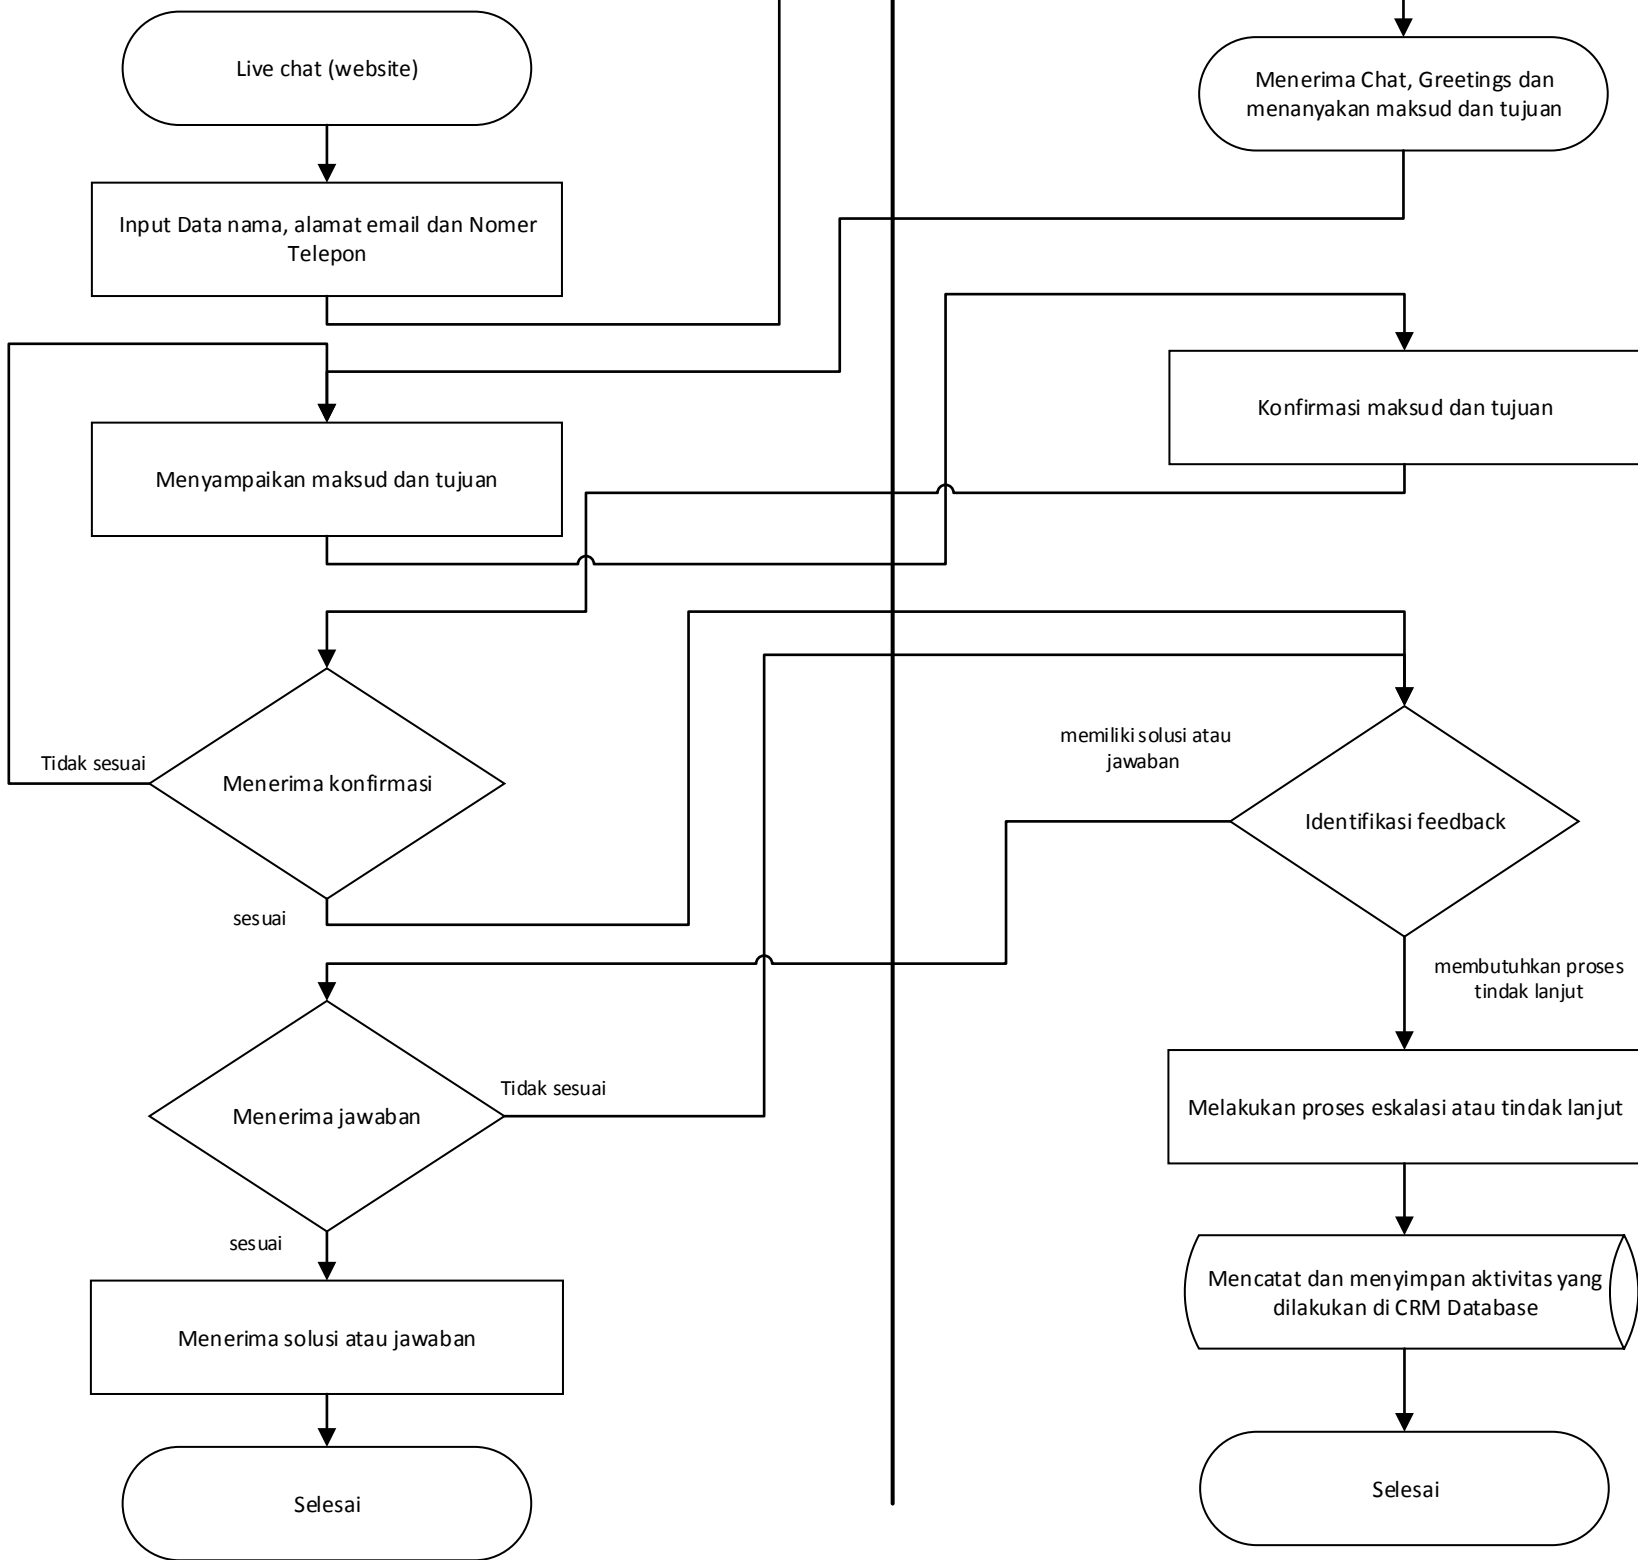 Live chat (website)
Menerima Chat, Greetings dan
menanyakan maksud dan tujuan
Input Data nama, alamat email dan Nomer
Telepon
Konfirmasi maksud dan tujuan
Menyampaikan maksud dan tujuan
memiliki solusi atau
jawaban
Tidak sesuai
Menerima konfirmasi
Identifikasi feedback
sesuai
membutuhkan proses
tindak lanjut
Tidak sesuai
Menerima jawaban
Melakukan proses eskalasi atau tindak lanjut
sesuai
Mencatat dan menyimpan aktivitas yang
dilakukan di CRM Database
Menerima solusi atau jawaban
Selesai
Selesai